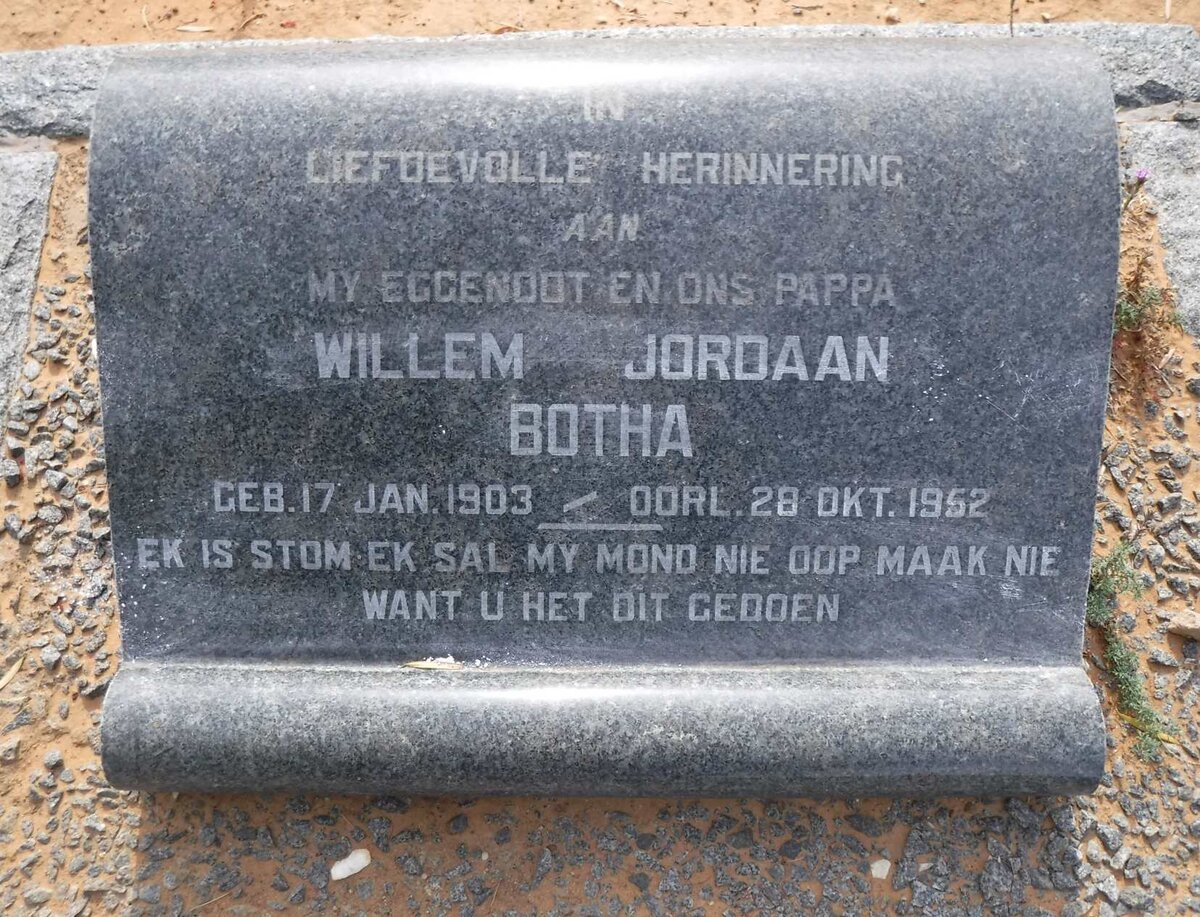 IN
LIEFDEVOLLE HERINNERING
AAN
MY EGGENOOT EN ONS PAPPA
WILLEM JORDAAN
BOTHA
GEB. 17 JAN. 1903 — OORL. 28 OKT. 1952
EK IS STOM EK SAL MY MOND NIE OOP MAAK NIE
WANT U HET DIT GEDOEN